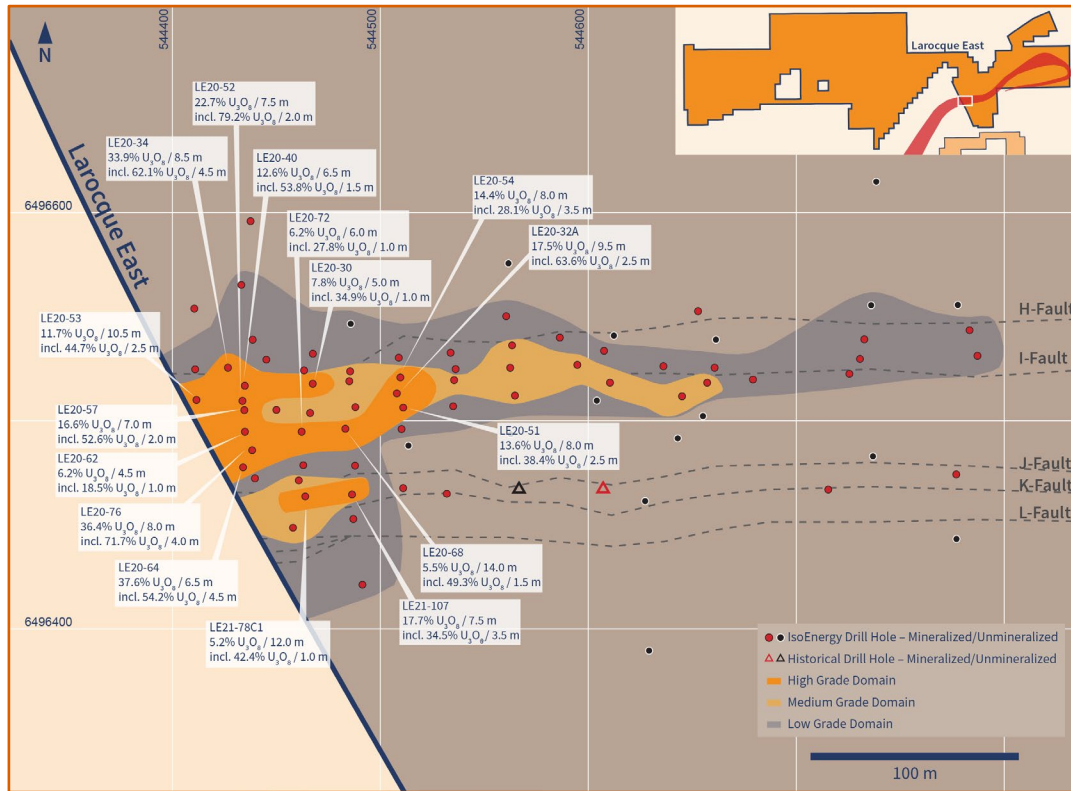 544400
544500
544600
N
Larocque East
Larocque East
6496600
6496400
LE20-52
22.7% U₃O₈ / 7.5 m
incl. 79.2% U₃O₈ / 2.0 m
LE20-34
33.9% U₃O₈ / 8.5 m
incl. 62.1% U₃O₈ / 4.5 m
LE20-40
12.6% U₃O₈ / 6.5 m
incl. 53.8% U₃O₈ / 1.5 m
LE20-54
14.4% U₃O₈ / 8.0 m
incl. 28.1% U₃O₈ / 3.5 m
LE20-72
6.2% U₃O₈ / 6.0 m
incl. 27.8% U₃O₈ / 1.0 m
LE20-32A
17.5% U₃O₈ / 9.5 m
incl. 63.6% U₃O₈ / 2.5 m
LE20-30
7.8% U₃O₈ / 5.0 m
incl. 34.9% U₃O₈ / 1.0 m
LE20-53
11.7% U₃O₈ / 10.5 m
incl. 44.7% U₃O₈ / 2.5 m
H-Fault
I-Fault
LE20-57
16.6% U₃O₈ / 7.0 m
incl. 52.6% U₃O₈ / 2.0 m
LE20-51
13.6% U₃O₈ / 8.0 m
incl. 38.4% U₃O₈ / 2.5 m
LE20-62
6.2% U₃O₈ / 4.5 m
incl. 18.5% U₃O₈ / 1.0 m
J-Fault
K-Fault
L-Fault
LE20-76
36.4% U₃O₈ / 8.0 m
incl. 71.7% U₃O₈ / 4.0 m
LE20-68
5.5% U₃O₈ / 14.0 m
incl. 49.3% U₃O₈ / 1.5 m
LE20-64
37.6% U₃O₈ / 6.5 m
incl. 54.2% U₃O₈ / 4.5 m
LE21-107
17.7% U₃O₈ / 7.5 m
incl. 34.5% U₃O₈ / 3.5 m
LE21-78C1
5.2% U₃O₈ / 12.0 m
incl. 42.4% U₃O₈ / 1.0 m
IsoEnergy Drill Hole – Mineralized/Unmineralized
Historical Drill Hole – Mineralized/Unmineralized
High Grade Domain
Medium Grade Domain
Low Grade Domain
100 m